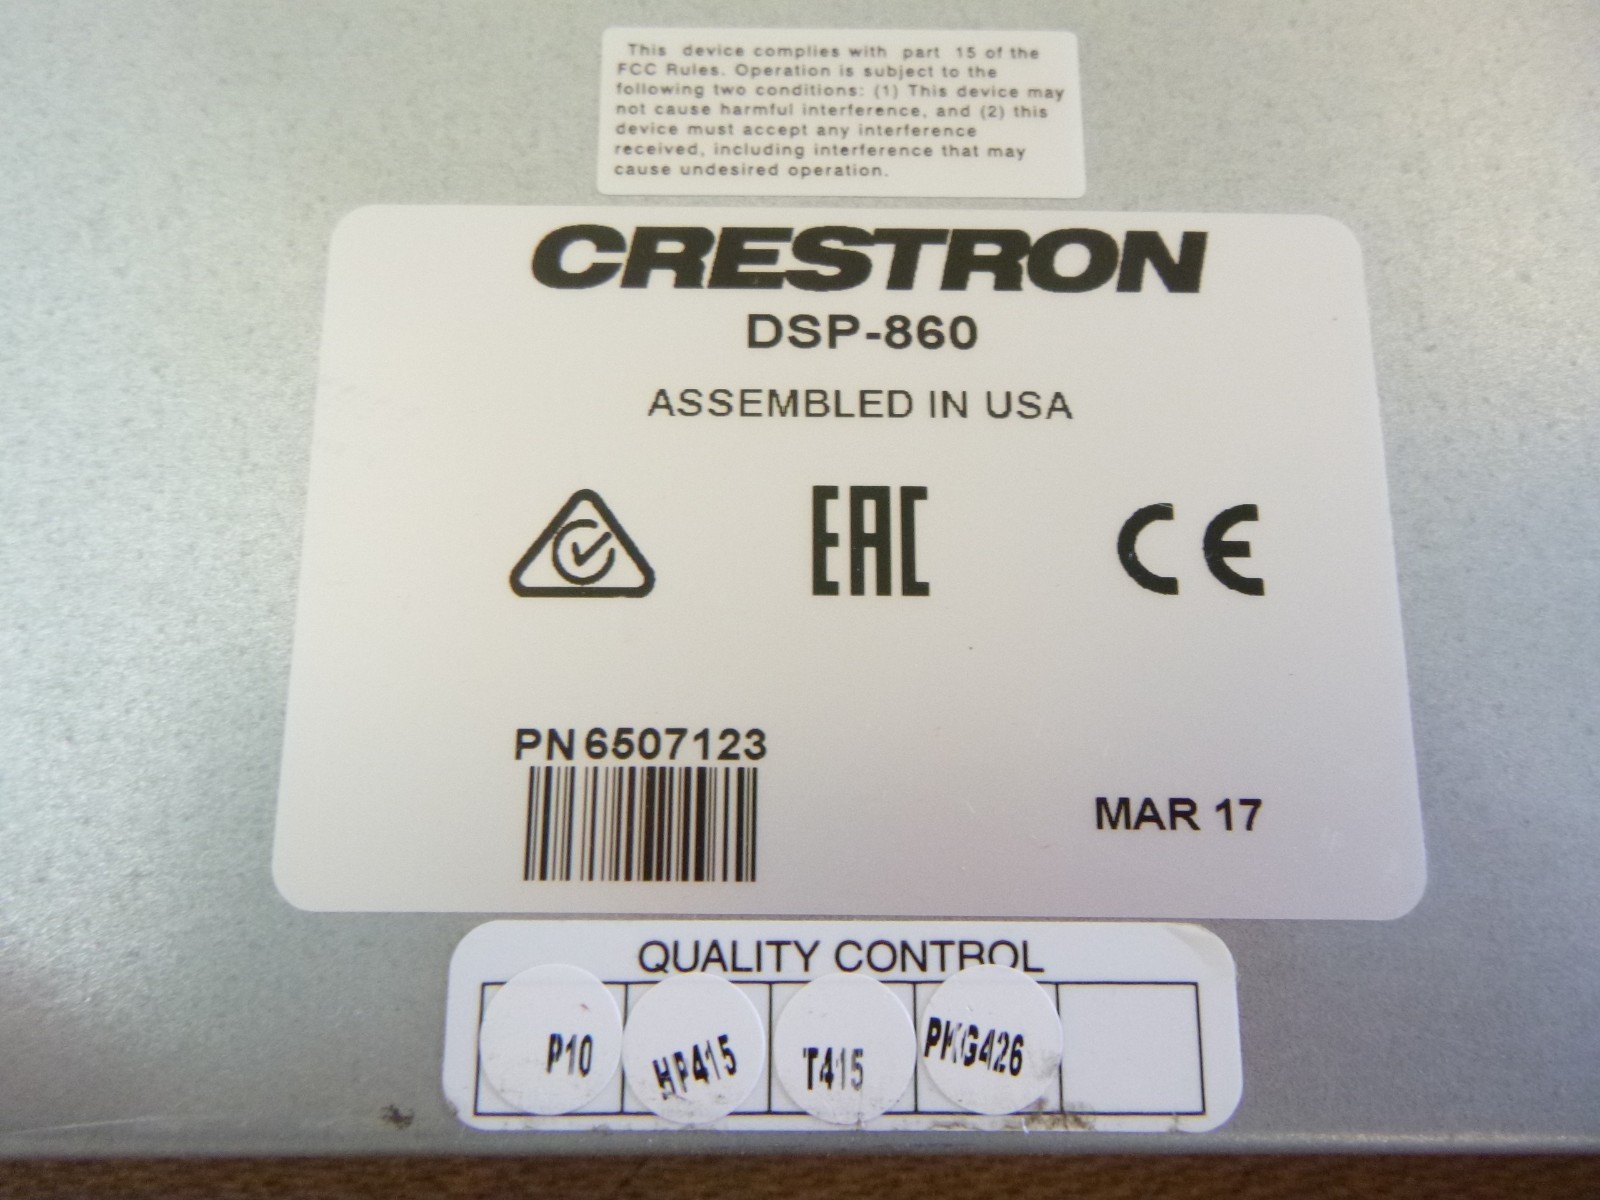 This device complies with part 15 of the
FCC Rules. Operation is subject to the
following two conditions: (1) This device may
not cause harmful interference, and (2) this
device must accept any interference
received, including interference that may
cause undesired operation.
CRESTRON
DSP-860
ASSEMBLED IN USA
EAC
CE
PN 6507123
MAR 17
QUALITY CONTROL
P10 HP415 T415 PKG426